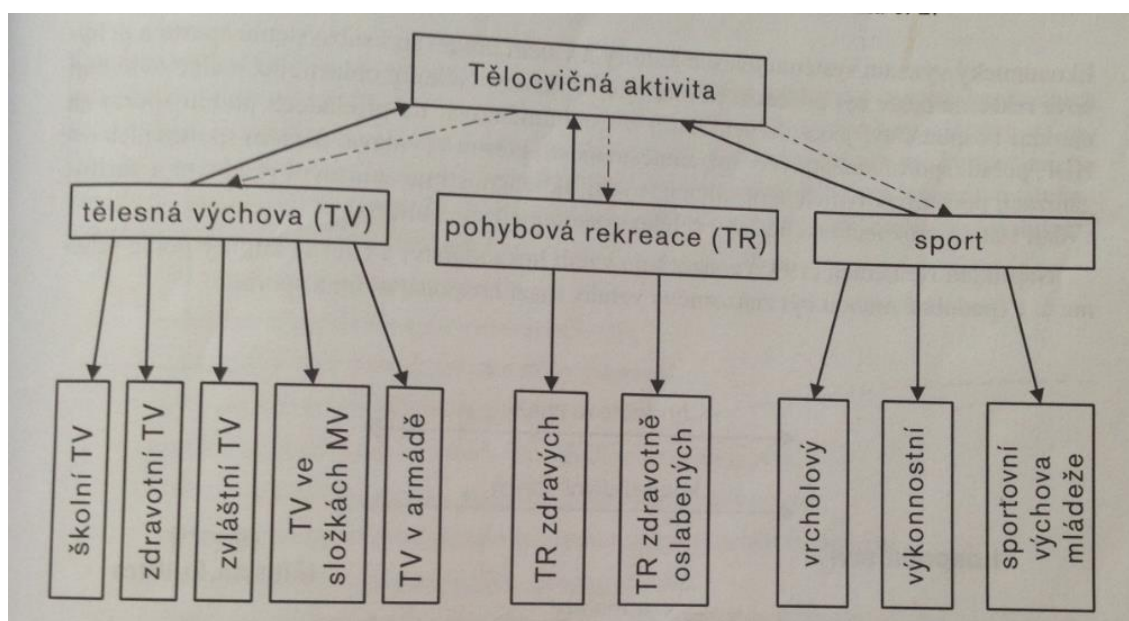 Tělocvičná aktivita
tělesná výchova (TV)
pohybová rekreace (TR)
sport
školní TV
zdravotní TV
zvláštní TV
TV ve
složkách MV
TV v armádě
TR zdravých
TR zdravotně
oslabených
vrcholový
výkonnostní
sportovní
výchova
mládeže